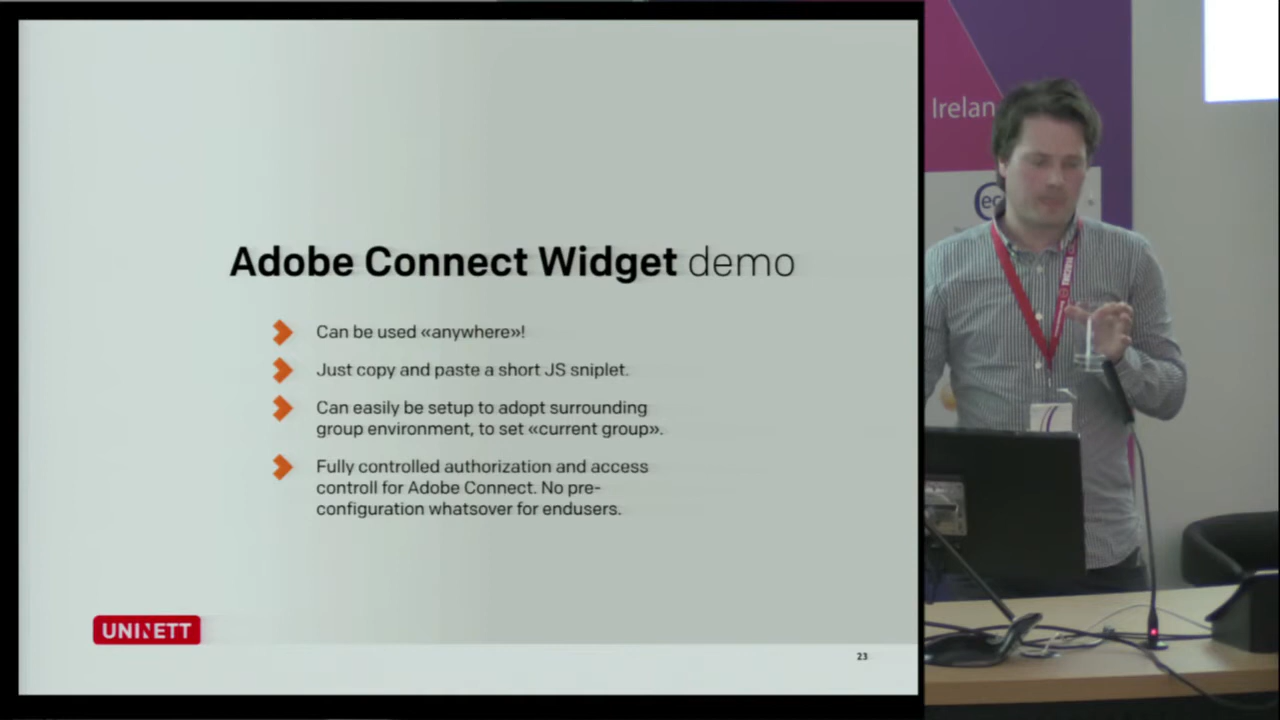 Adobe Connect Widget demo
Can be used «anywhere»!
Just copy and paste a short JS sniplet.
Can easily be setup to adopt surrounding
group environment, to set «current group».
Fully controlled authorization and access
controll for Adobe Connect. No pre-
configuration whatsover for endusers.
UNINETT
23
Irelan